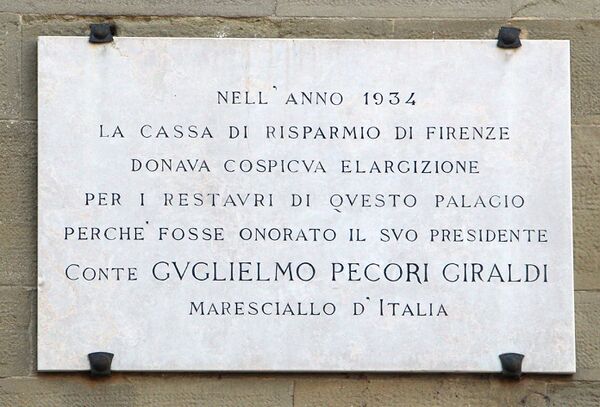 NELL' ANNO 1934
LA CASSA DI RISPARMIO DI FIRENZE
DONAVA COSPICVA ELARGIZIONE
PER I RESTAVRI DI QVESTO PALAGIO
PERCHE' FOSSE ONORATO IL SVO PRESIDENTE
CONTE GVGLIELMO PECORI GIRALDI
MARESCIALLO D'ITALIA